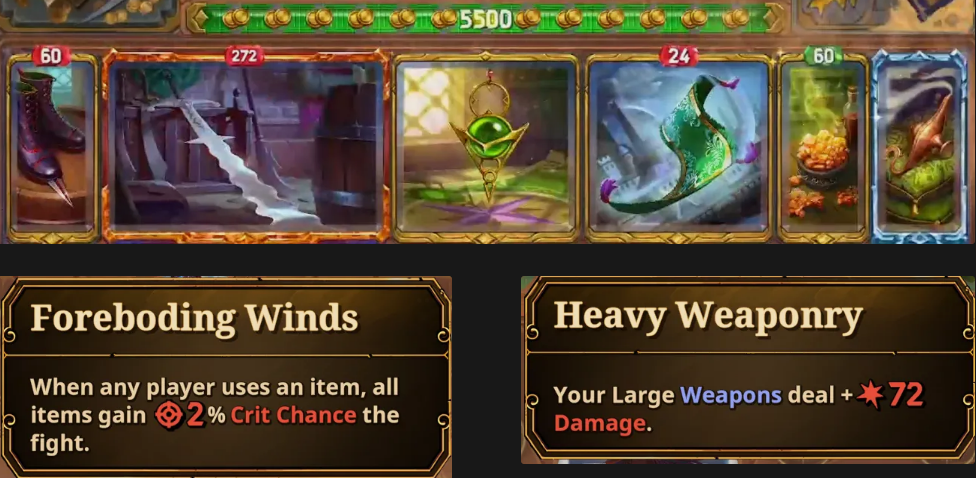 5500
60
272
24
60
Foreboding Winds
When any player uses an item, all
items gain 2% Crit Chance the
fight.
Heavy Weaponry
Your Large Weapons deal + 72
Damage.